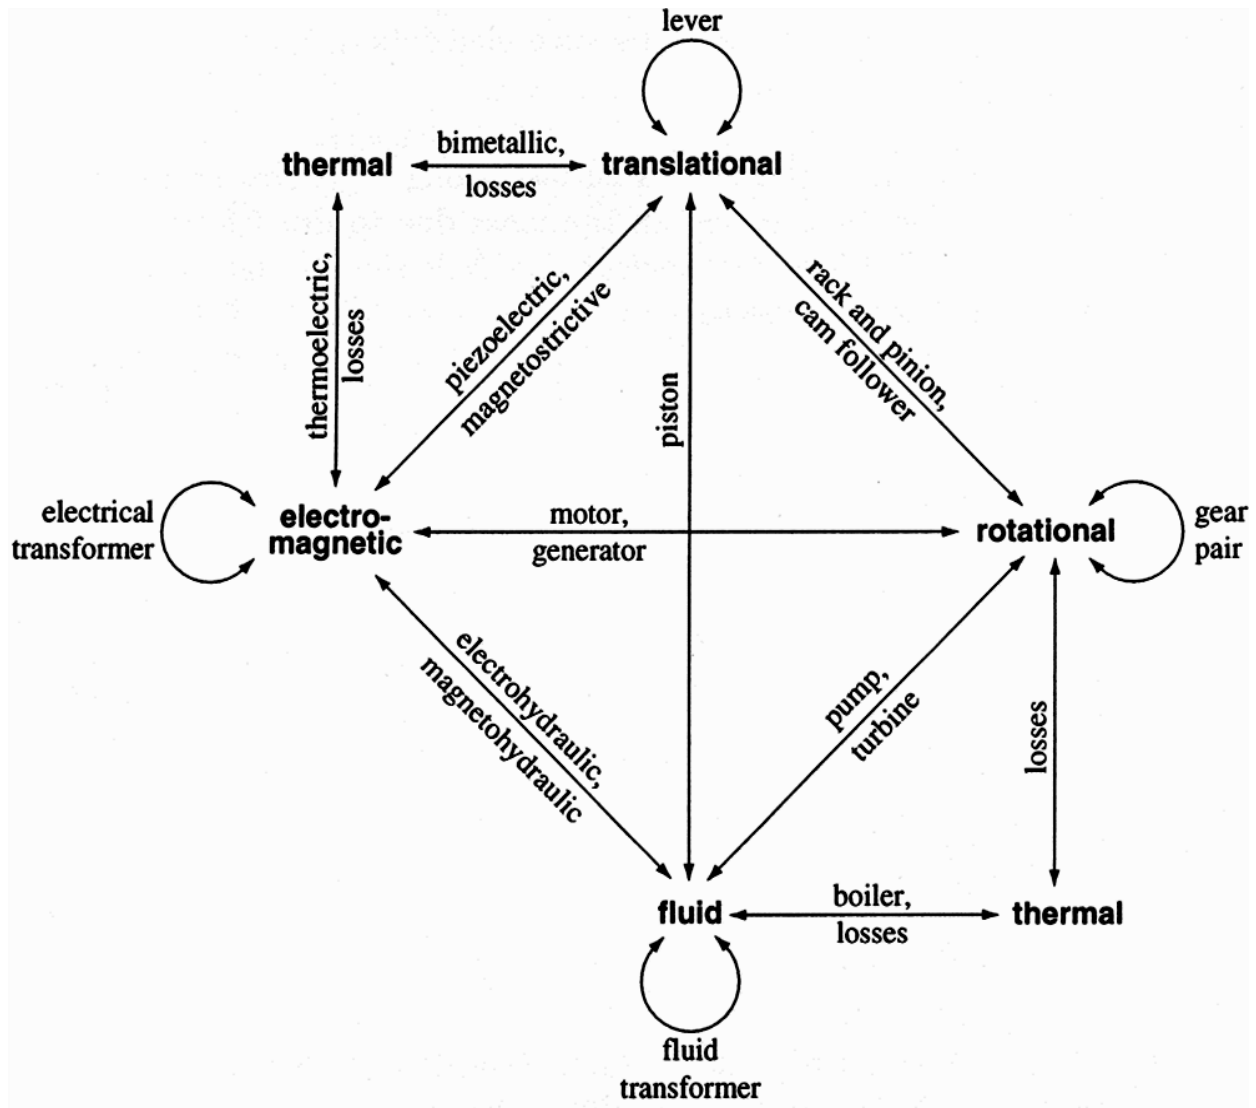 lever
bimetallic,
thermal
translational
losses
thermoelectric,
losses
piezoelectric,
magnetostrictive
rack and pinion,
cam follower
piston
electrical
transformer
electro-
magnetic
motor,
generator
rotational
gear
pair
electrohydraulic,
magnetohydraulic
pump,
turbine
losses
boiler,
fluid
thermal
losses
fluid
transformer